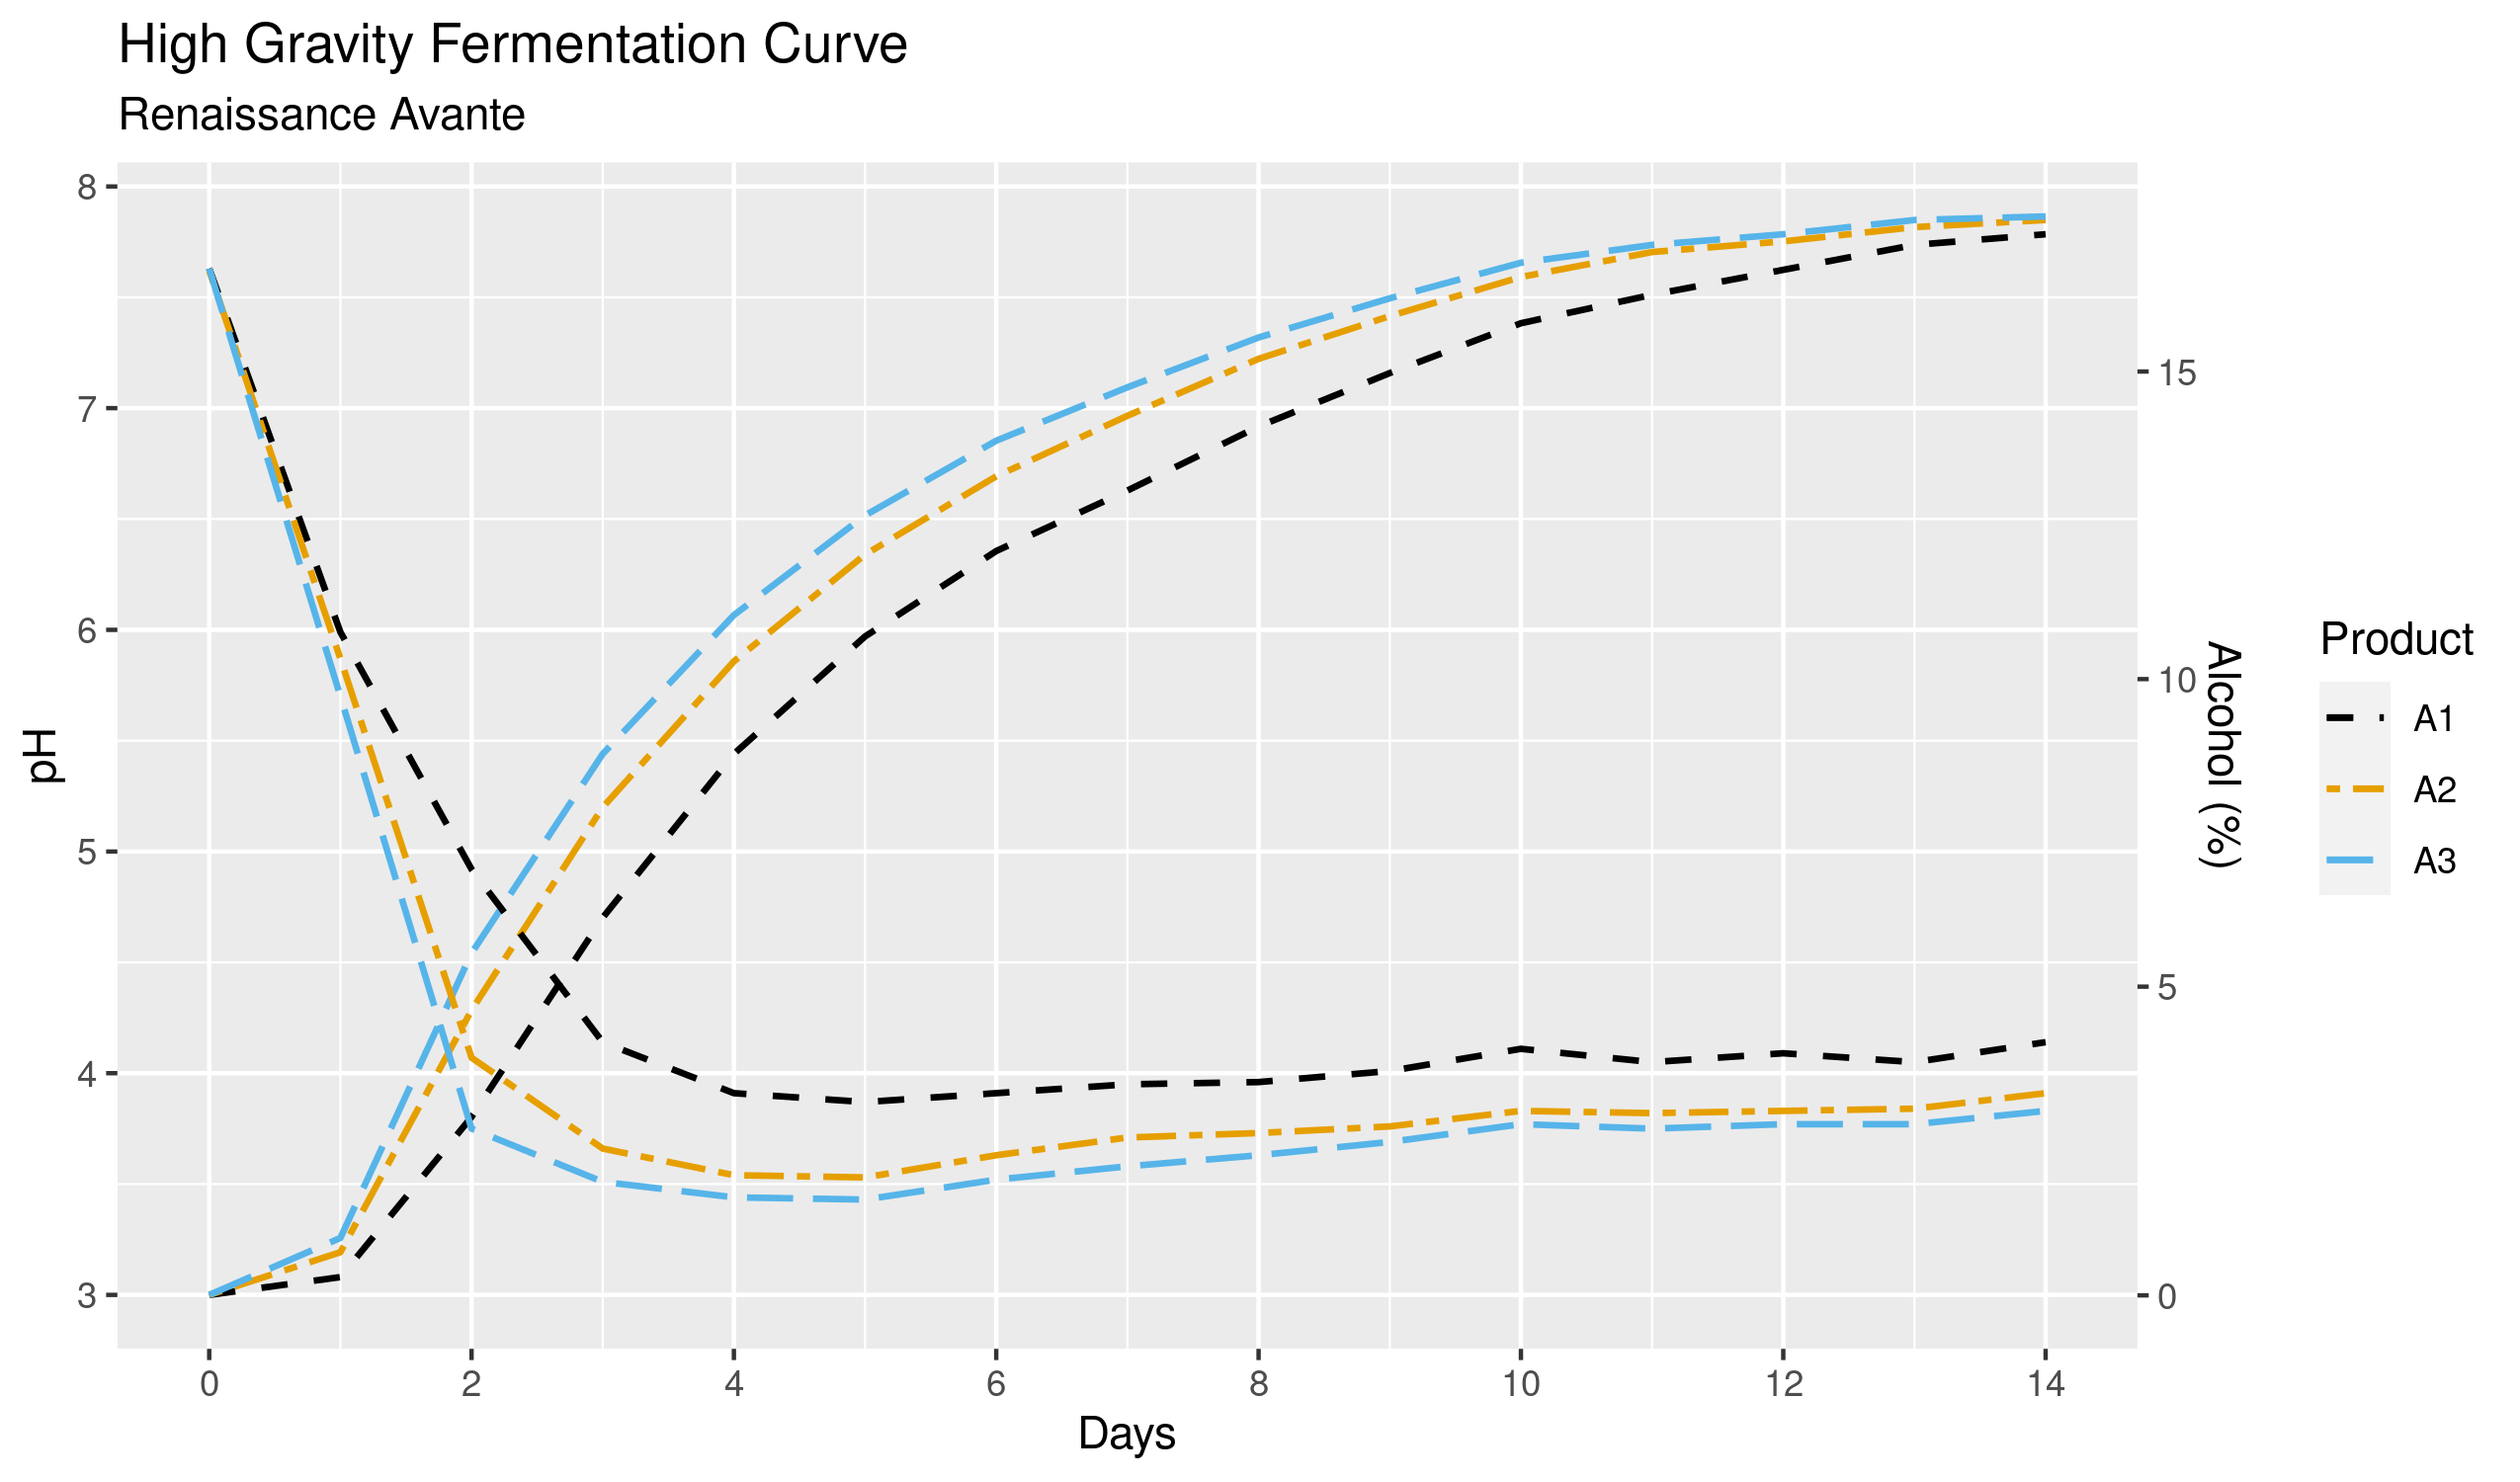 High Gravity Fermentation Curve
Renaissance Avante
8
7
6
5
4
3
pH
15
10
5
0
Alcohol (%)
0 2 4 6 8 10 12 14
Days
Product
A1
A2
A3